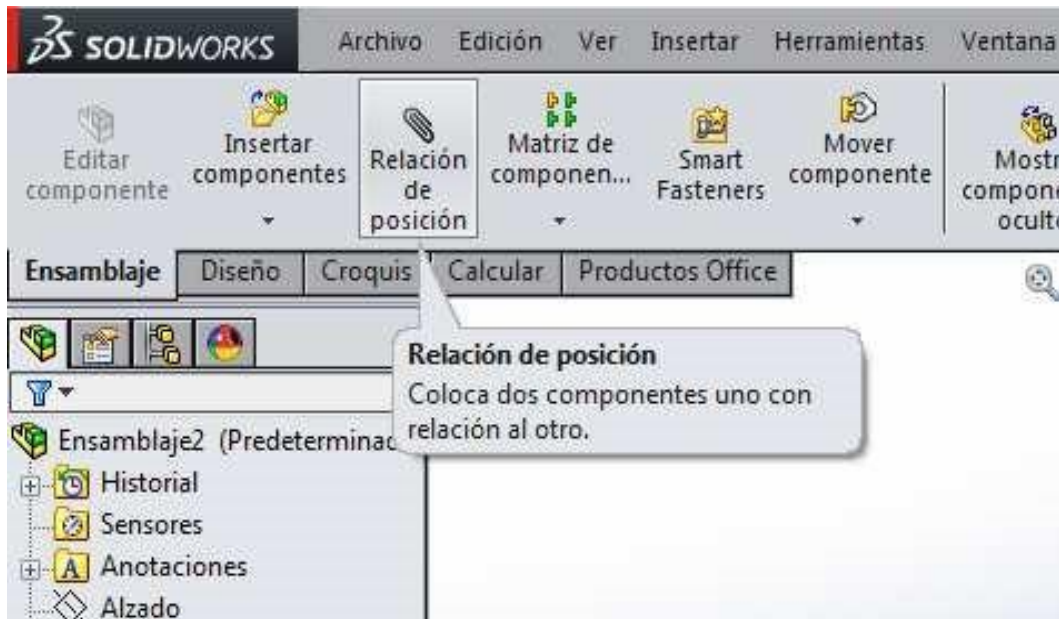 SOLIDWORKS Archivo Edición Ver Insertar Herramientas Ventana
Editar
componente
Insertar
componentes
Relación
de
posición
Matriz de
componen...
Smart
Fasteners
Mover
componente
Ensamblaje Diseño Croquis Calcular Productos Office
Relación de posición
Coloca dos componentes uno con
relación al otro.
Ensamblaje2 (Predeterminad
Historial
Sensores
Anotaciones
Alzado